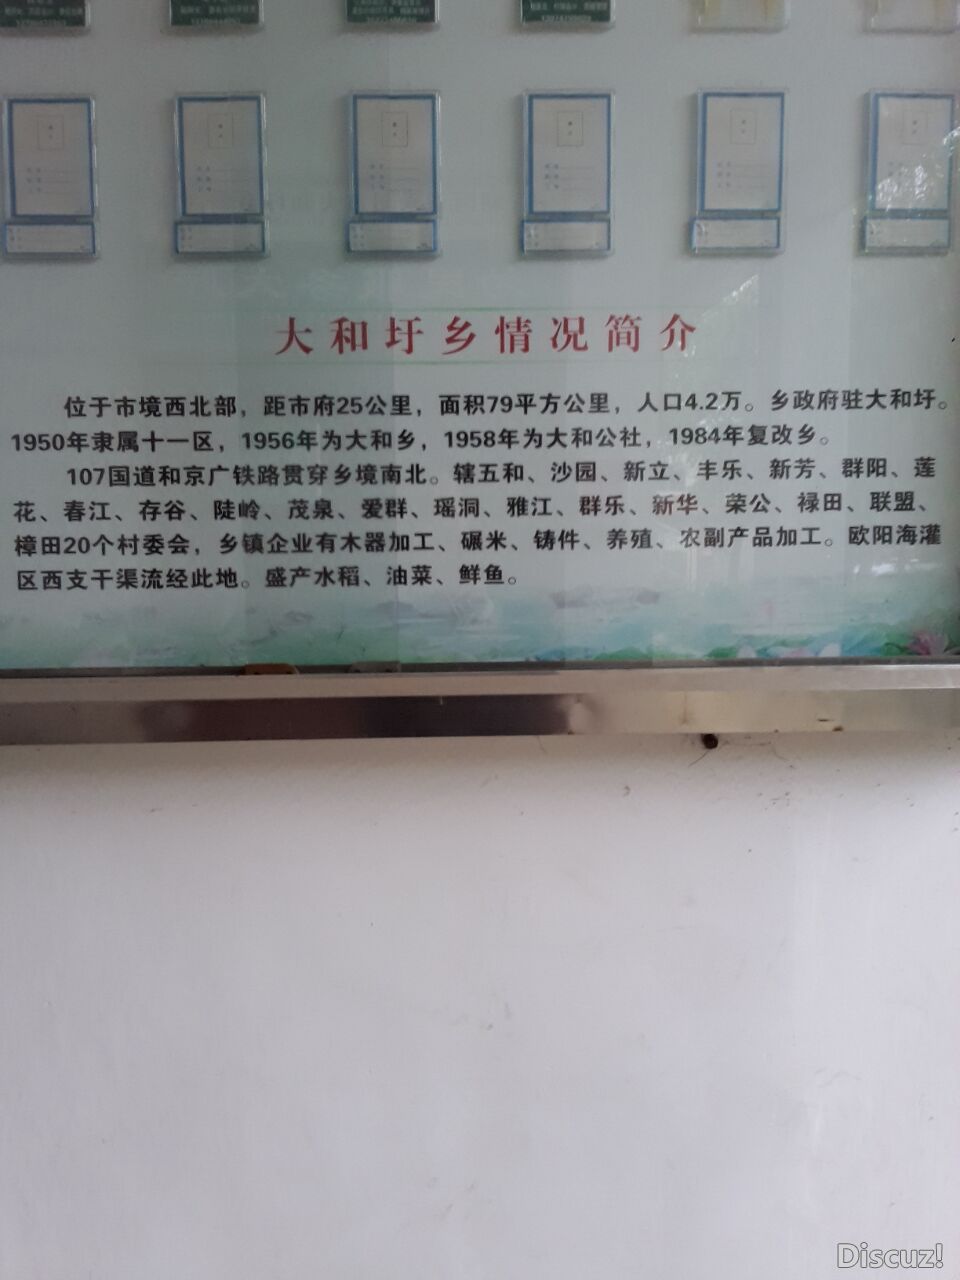 大和圩乡情况简介
位于市境西北部，距市府25公里，面积79平方公里，人口4.2万。乡政府驻大和圩。
1950年隶属十一区，1956年为大和乡，1958年为大和公社，1984年复改乡。
107国道和京广铁路贯穿乡境南北。辖五和、沙园、新立、丰乐、新芳、群阳、莲
花、春江、存谷、陡岭、茂泉、爱群、瑶洞、雅江、群乐、新华、荣公、禄田、联盟、
樟田20个村委会，乡镇企业有木器加工、碾米、铸件、养殖、农副产品加工。欧阳海灌
区西支干渠流经此地。盛产水稻、油菜、鲜鱼。
Discuz!